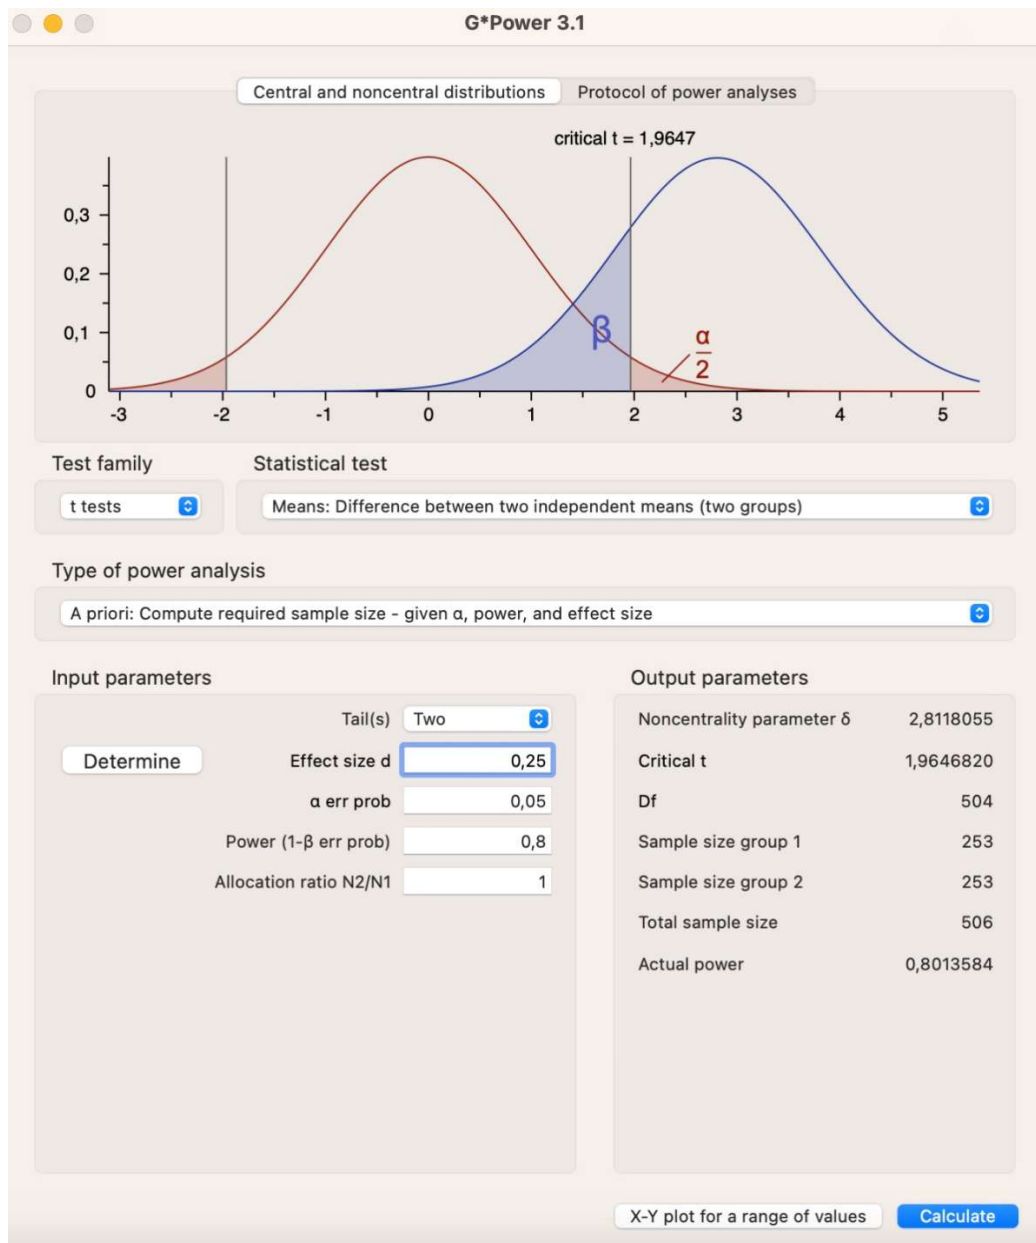 G*Power 3.1
Central and noncentral distributions Protocol of power analyses
critical t = 1,9647
0,3
0,2
0,1
0
β
α
2
-3 -2 -1 0 1 2 3 4 5
Test family Statistical test
t tests Means: Difference between two independent means (two groups)
Type of power analysis
A priori: Compute required sample size - given α, power, and effect size
Input parameters Output parameters
Tail(s) Two Noncentrality parameter δ 2,8118055
Determine Effect size d 0,25 Critical t 1,9646820
α err prob 0,05 Df 504
Power (1-β err prob) 0,8 Sample size group 1 253
Allocation ratio N2/N1 1 Sample size group 2 253
Total sample size 506
Actual power 0,8013584
X-Y plot for a range of values Calculate